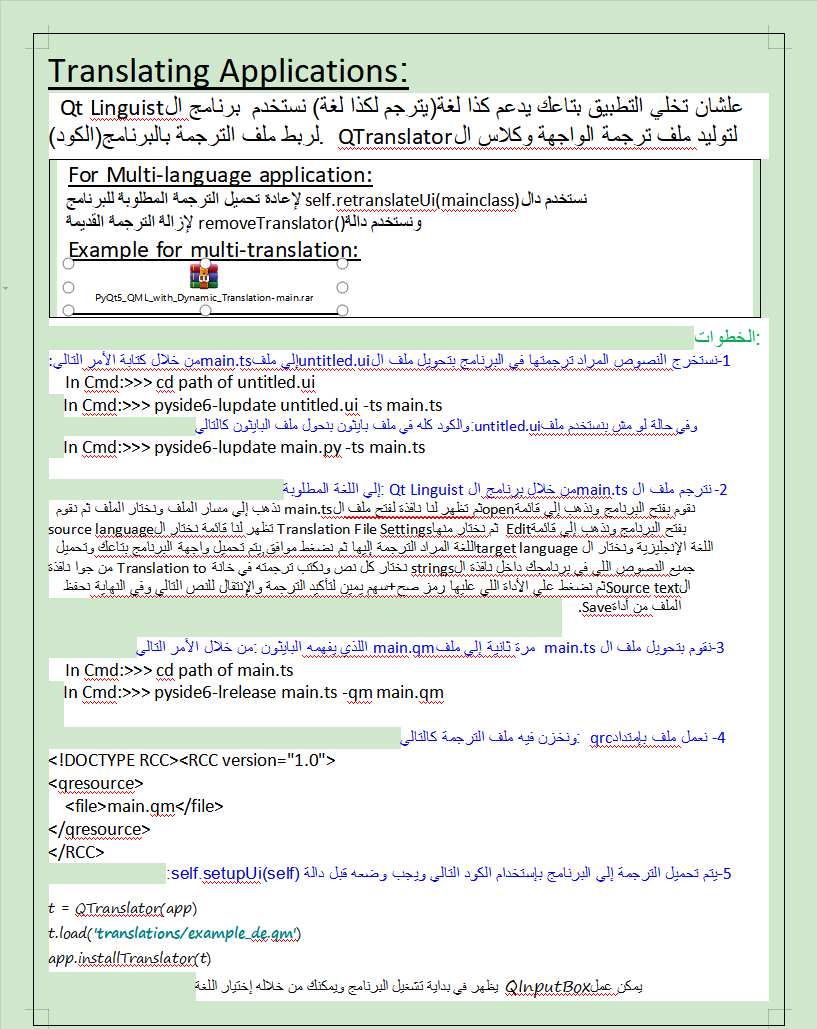 Translating Applications:
علشان تخلي التطبيق بتاعك يدعم كذا لغة(يترجم لكذا لغة) نستخدم برنامج الQt Linguist
لتوليد ملف ترجمة الواجهة وكلاس الQTranslator لربط ملف الترجمة بالبرنامج(الكود).
For Multi-language application:
نستخدم دالself.retranslateUi(mainclass) لإعادة تحميل الترجمة المطلوبة للبرنامج
ونستخدم دالةremoveTranslator() لإزالة الترجمة القديمة
Example for multi-translation:
PyQt5_QML_with_Dynamic_Translation-main.rar
الخطوات:
1-نستخرج النصوص المراد ترجمتها في البرنامج بتحويل ملف الuntitled.uiإلي ملفmain.tsمن خلال كتابة الأمر التالي:
In Cmd:>>> cd path of untitled.ui
In Cmd:>>> pyside6-lupdate untitled.ui -ts main.ts
وفي حالة لو مش بنستخدم ملفuntitled.ui:والكود كله في ملف بايثون بنحول ملف البايثون كالتالي
In Cmd:>>> pyside6-lupdate main.py -ts main.ts
2- نترجم ملف ال main.tsمن خلال برنامج ال Qt Linguist :إلي اللغة المطلوبة
نقوم بفتح البرنامج ونذهب إلي قائمةopenثم تظهر لنا نافذة لفتح ملف الmain.ts نذهب إلي مسار الملف ونختار الملف ثم نقوم
بفتح البرنامج ونذهب إلي قائمةEdit ثم نختار منهاTranslation File Settings تظهر لنا قائمة نختار الsource language
اللغة الإنجليزية ونختار ال target languageاللغة المراد الترجمة إليها ثم نضغط موافق يتم تحميل واجهة البرنامج بتاعك وتحميل
جميع النصوص اللي في برنامجك داخل نافذة الstrings نختار كل نص ونكتب ترجمته في خانة Translation to من جوا نافذة
الSource textثم نضغط علي الأداة اللي عليها رمز صح+سهم يمين لتأكيد الترجمة والإنتقال للنص التالي وفي النهاية نحفظ
الملف من أداةSave.
3-نقوم بتحويل ملف ال main.ts مرة ثانية إلي ملفmain.qm اللذي يفهمه البايثون :من خلال الأمر التالي
In Cmd:>>> cd path of main.ts
In Cmd:>>> pyside6-lrelease main.ts -qm main.qm
4- نعمل ملف بإمتدادqrc :ونخزن فيه ملف الترجمة كالتالي
<!DOCTYPE RCC><RCC version="1.0">
<qresource>
<file>main.qm</file>
</qresource>
</RCC>
5-يتم تحميل الترجمة إلي البرنامج بإستخدام الكود التالي ويجب وضعه قبل دالة self.setupUi(self):
t = QTranslator(app)
t.load('translations/example_de.qm')
app.installTranslator(t)
يمكن عملQInputBox يظهر في بداية تشغيل البرنامج ويمكنك من خلاله إختيار اللغة